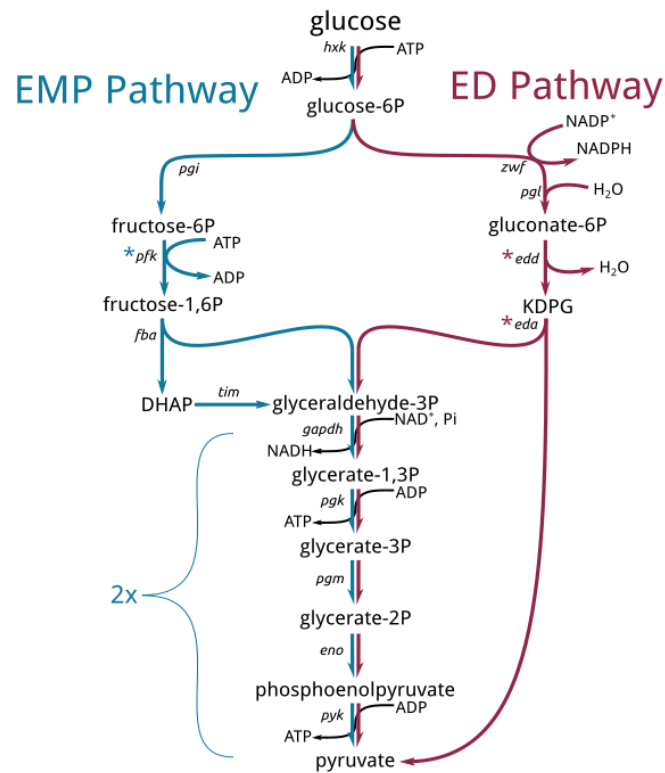 glucose
hxk
ATP
ADP
EMP Pathway
ED Pathway
glucose-6P
NADP⁺
NADPH
pgi
zwf
pgl
H₂O
fructose-6P
gluconate-6P
*pfk
ATP
ADP
*edd
H₂O
fructose-1,6P
KDPG
fba
*eda
DHAP
tim
glyceraldehyde-3P
gapdh
NAD⁺, Pi
NADH
glycerate-1,3P
pgk
ADP
ATP
glycerate-3P
2x
pgm
glycerate-2P
eno
phosphoenolpyruvate
pyk
ADP
ATP
pyruvate